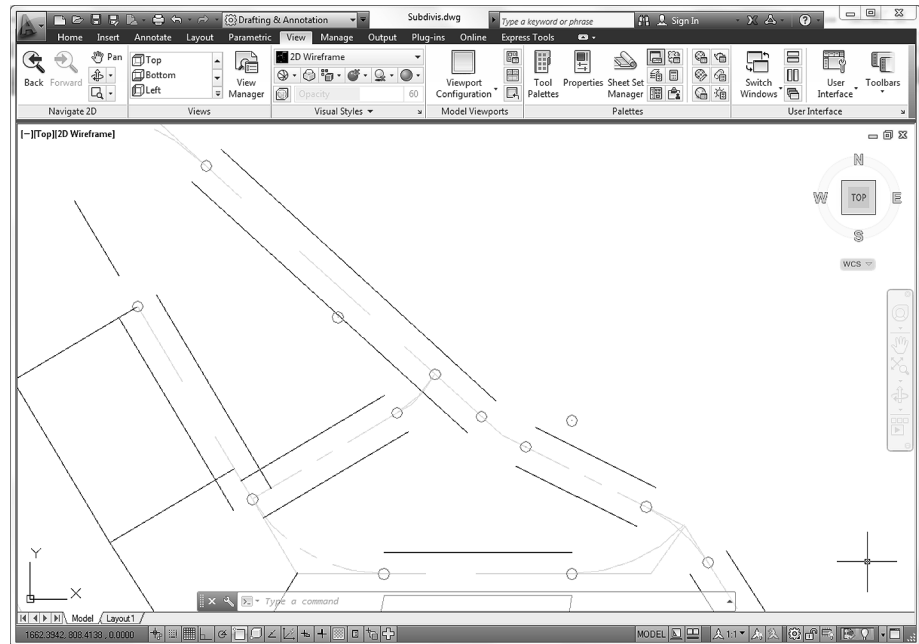 Drafting & Annotation
Subdivis.dwg
Type a keyword or phrase
Sign In
Home Insert Annotate Layout Parametric View Manage Output Plug-ins Online Express Tools
Back
Forward
Pan
Navigate 2D
Top
Bottom
Left
View Manager
Views
2D Wireframe
Opacity 60
Visual Styles
Viewport Configuration
Model Viewports
Tool Palettes
Properties
Sheet Set Manager
Palettes
Switch Windows
User Interface
Toolbars
User Interface
[−][Top][2D Wireframe]
N
W TOP E
S
WCS
Y
X
Type a command
Model Layout1
1662.3942, 808.4138, 0.0000
MODEL
1:1